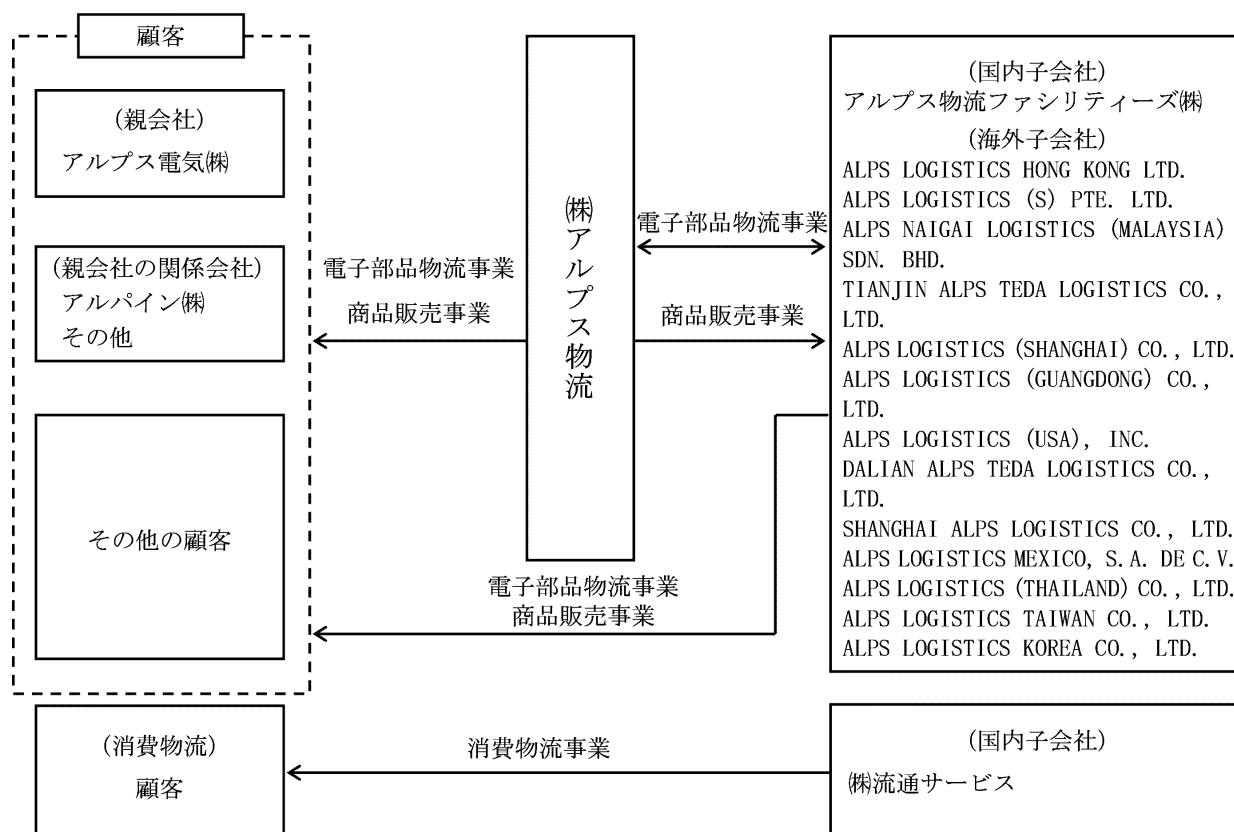 顧客
(親会社)
アルプス電気㈱
(親会社の関係会社)
アルパイン㈱
その他
その他の顧客
電子部品物流事業
商品販売事業
㈱アルプス物流
電子部品物流事業
商品販売事業
電子部品物流事業
商品販売事業
(国内子会社)
アルプス物流ファシリティーズ㈱
(海外子会社)
ALPS LOGISTICS HONG KONG LTD.
ALPS LOGISTICS (S) PTE. LTD.
ALPS NAIGAI LOGISTICS (MALAYSIA)
SDN. BHD.
TIANJIN ALPS TEDA LOGISTICS CO.,
LTD.
ALPS LOGISTICS (SHANGHAI) CO., LTD.
ALPS LOGISTICS (GUANGDONG) CO.,
LTD.
ALPS LOGISTICS (USA), INC.
DALIAN ALPS TEDA LOGISTICS CO.,
LTD.
SHANGHAI ALPS LOGISTICS CO., LTD.
ALPS LOGISTICS MEXICO, S.A. DE C.V.
ALPS LOGISTICS (THAILAND) CO., LTD.
ALPS LOGISTICS TAIWAN CO., LTD.
ALPS LOGISTICS KOREA CO., LTD.
(消費物流)
顧客
消費物流事業
(国内子会社)
㈱流通サービス